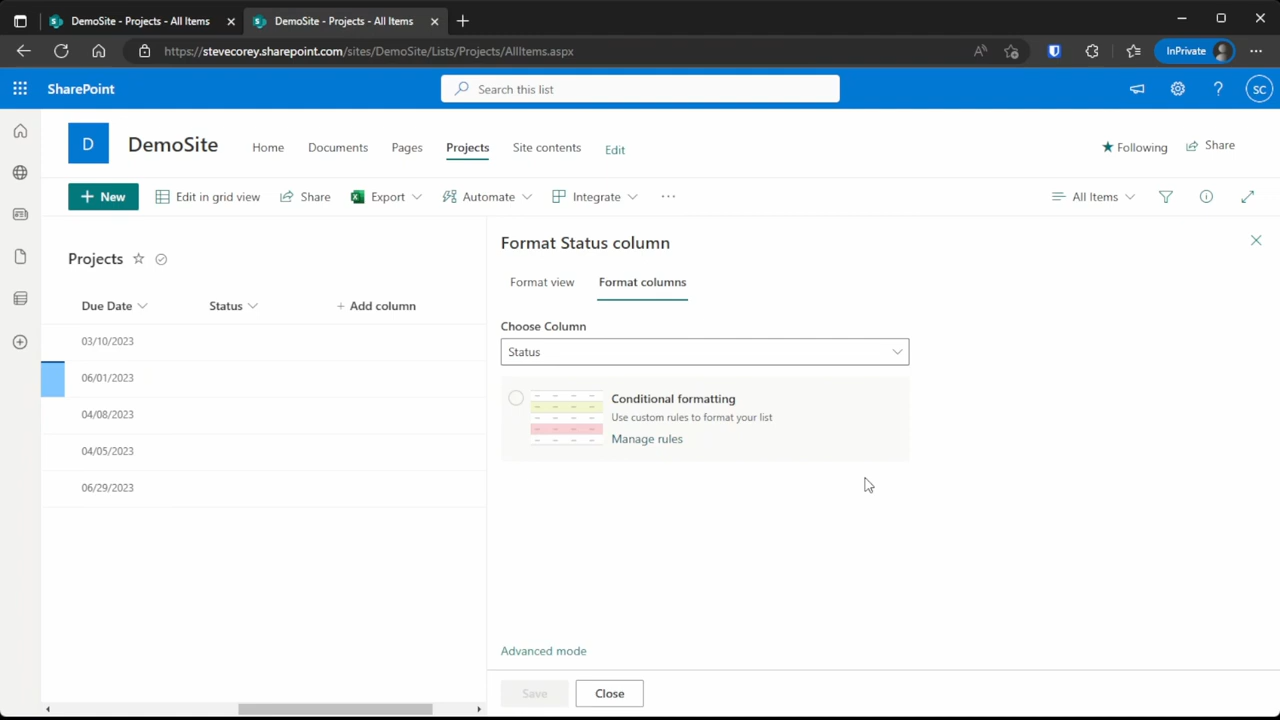 DemoSite - Projects - All Items
DemoSite - Projects - All Items
https://stevecorey.sharepoint.com/sites/DemoSite/Lists/Projects/AllItems.aspx
InPrivate
SharePoint
Search this list
SC
D
DemoSite
Home
Documents
Pages
Projects
Site contents
Edit
Following
Share
New
Edit in grid view
Share
Export
Automate
Integrate
All Items
Projects
Due Date
Status
+ Add column
03/10/2023
06/01/2023
04/08/2023
04/05/2023
06/29/2023
Format Status column
Format view
Format columns
Choose Column
Status
Conditional formatting
Use custom rules to format your list
Manage rules
Advanced mode
Save
Close